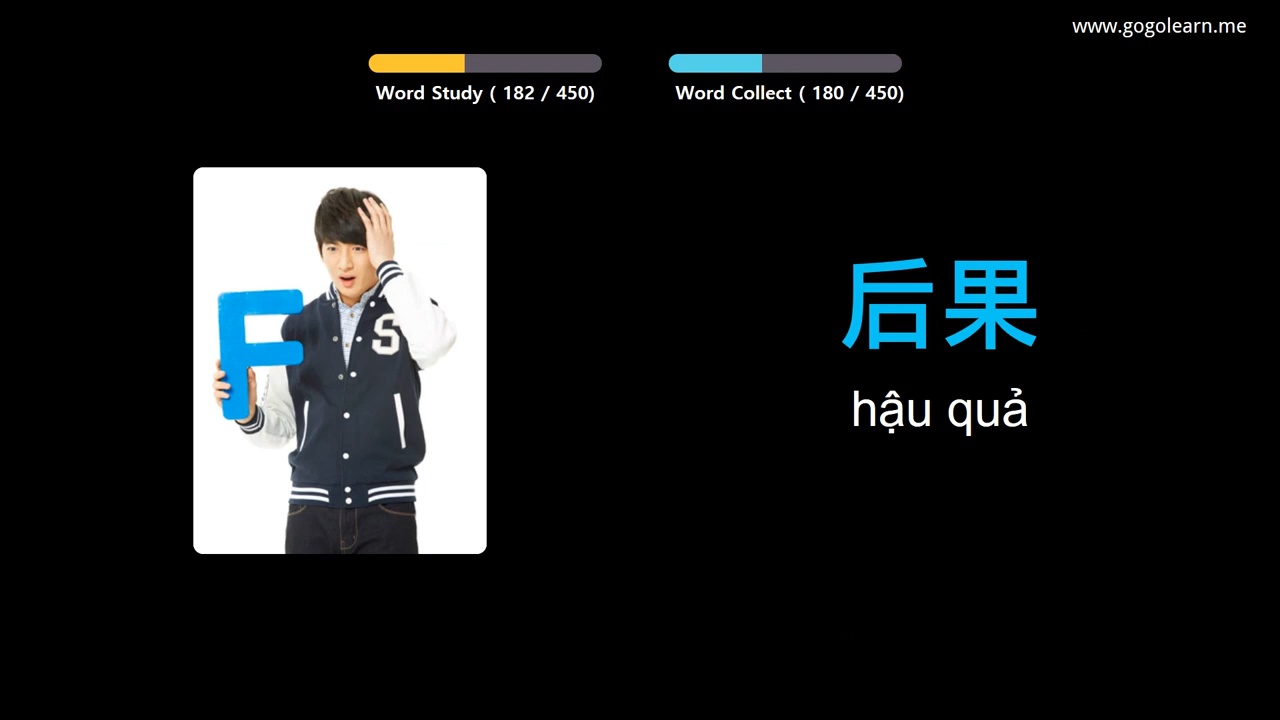 www.gogolearn.me
Word Study ( 182 / 450)
Word Collect ( 180 / 450)
F
S
后果
hậu quả